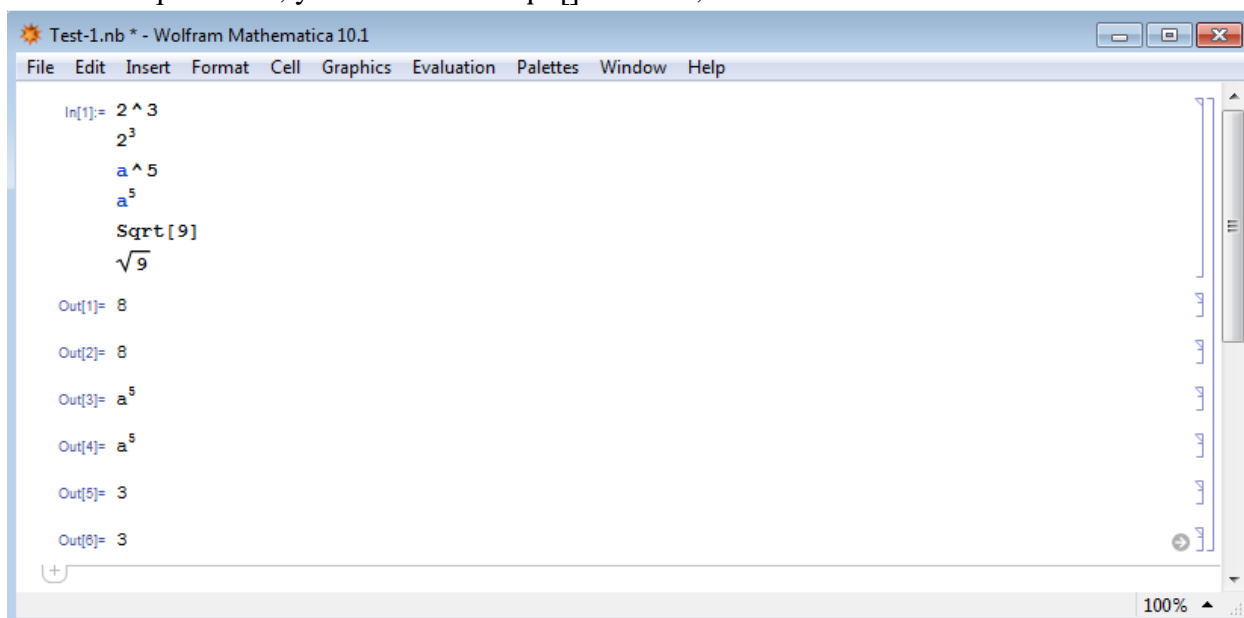 Test-1.nb * - Wolfram Mathematica 10.1
File Edit Insert Format Cell Graphics Evaluation Palettes Window Help
In[1]:= 2 ^ 3
2³
a ^ 5
a⁵
Sqrt[9]
√9
Out[1]= 8
Out[2]= 8
Out[3]= a⁵
Out[4]= a⁵
Out[5]= 3
Out[6]= 3
100%